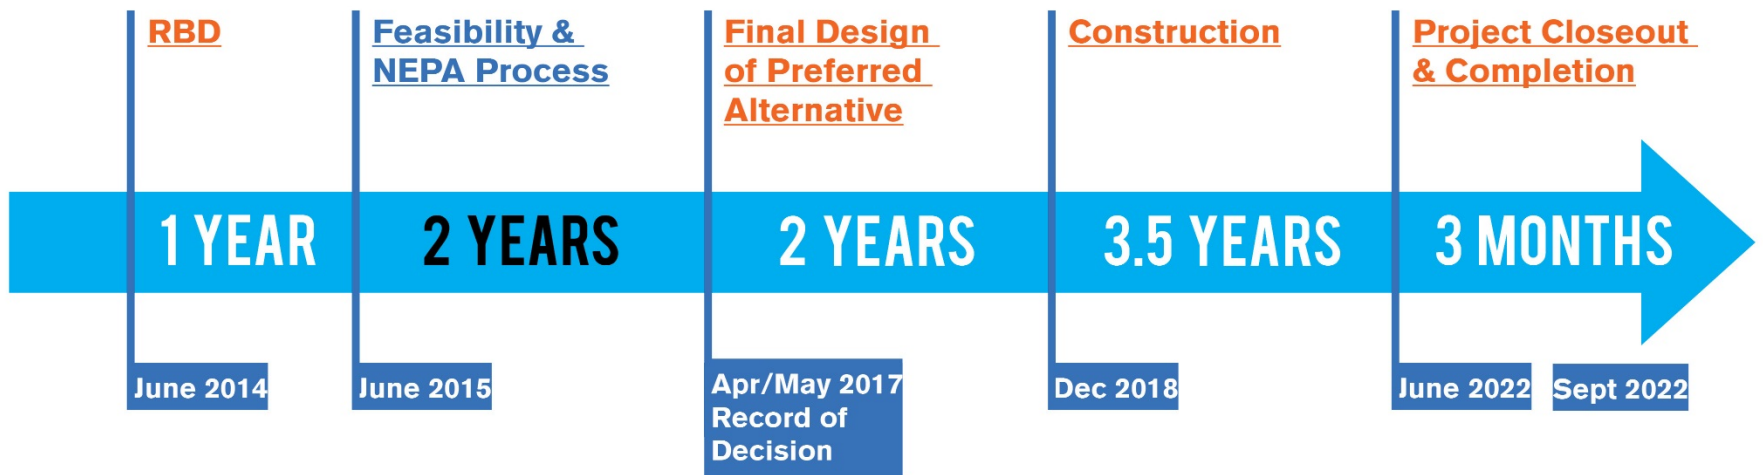 RBD
Feasibility &
NEPA Process
Final Design
of Preferred
Alternative
Construction
Project Closeout
& Completion
1 YEAR
2 YEARS
2 YEARS
3.5 YEARS
3 MONTHS
June 2014
June 2015
Apr/May 2017
Record of
Decision
Dec 2018
June 2022
Sept 2022